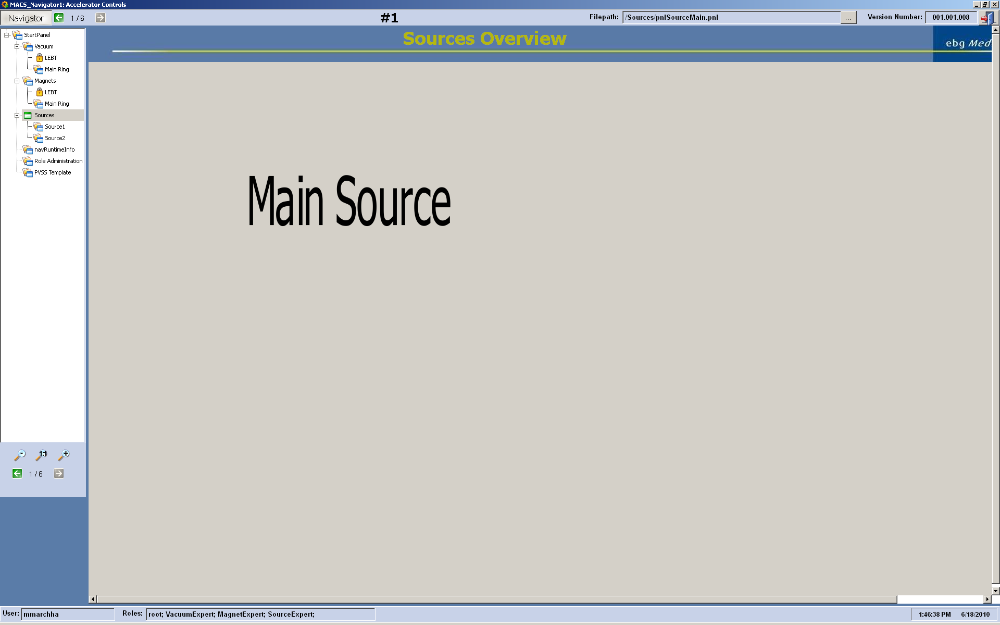 MACS_Navigator1: Accelerator Controls
Navigator 1 / 6 #1 Filepath: /Sources/pnlSourceMain.pnl ... Version Number: 001.001.008
Sources Overview
ebg Med
StartPanel
Vacuum
LEBT
Main Ring
Magnets
LEBT
Main Ring
Sources
Source1
Source2
navRuntimeInfo
Role Administration
PVSS Template
Main Source
1:1
1 / 6
User: mmarchha Roles: root; VacuumExpert; MagnetExpert; SourceExpert; 1:46:38 PM 6/18/2010